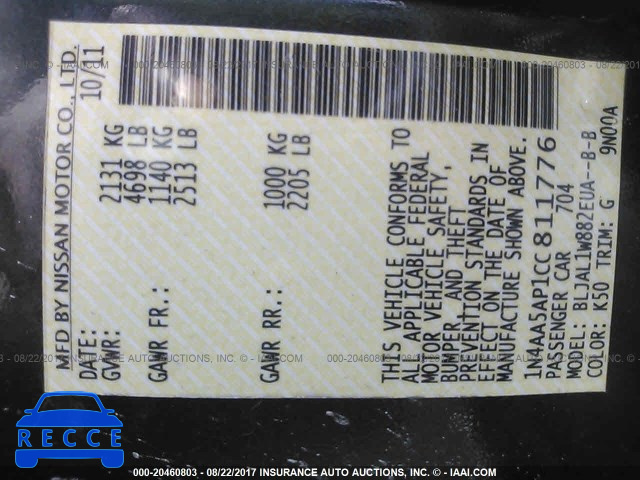 MFD BY NISSAN MOTOR CO., LTD.
DATE: 10/11
GVWR: 2131 KG
4698 LB
GAWR FR.: 1140 KG
2513 LB
GAWR RR.: 1000 KG
2205 LB
THIS VEHICLE CONFORMS TO
ALL APPLICABLE FEDERAL
MOTOR VEHICLE SAFETY,
BUMPER, AND THEFT
PREVENTION STANDARDS IN
EFFECT ON THE DATE OF
MANUFACTURE SHOWN ABOVE.
1N4AA5AP1CC811776
PASSENGER CAR 704
MODEL: BLJAL1W882EUA--B-B
COLOR: K50 TRIM: G 9N00A
RECCE
000-20460803 - 08/22/2017 INSURANCE AUTO AUCTIONS, INC. - © - IAAI.COM